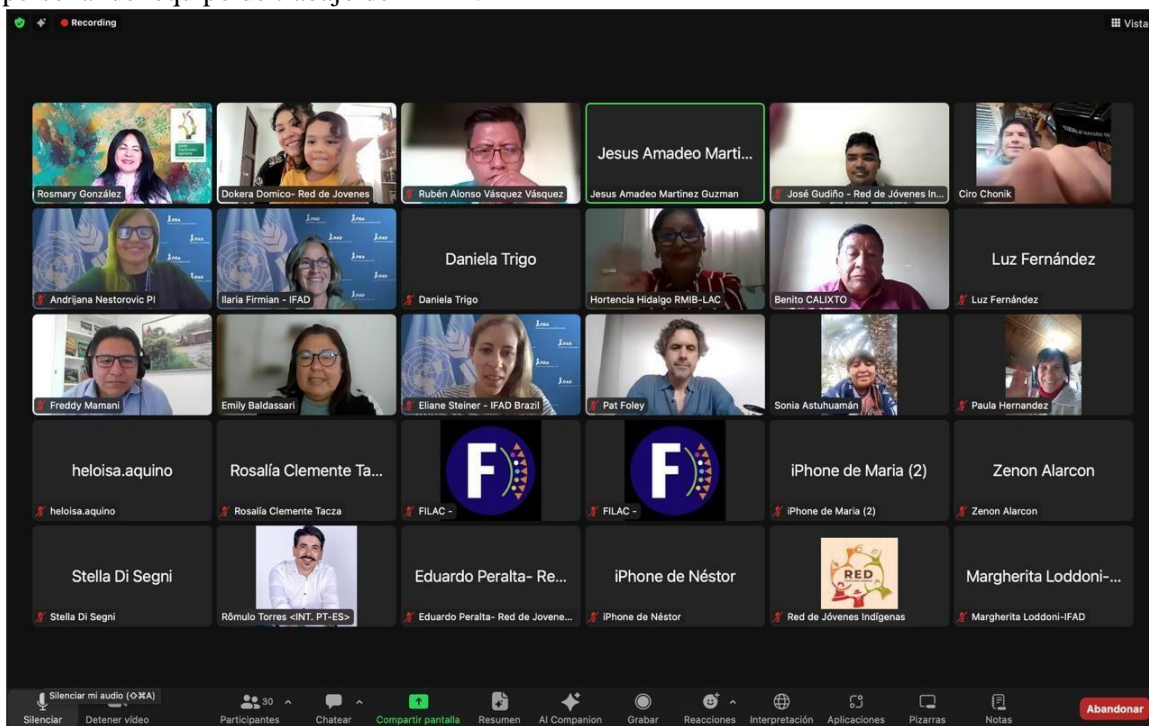 Recording
Vista
Rosmary González
Dokera Domico- Red de Jovenes
Rubén Alonso Vásquez Vásquez
Jesus Amadeo Marti...
Jesus Amadeo Martinez Guzman
José Gudiño - Red de Jóvenes In...
Ciro Chonik
Andrijana Nestorovic PI
Ilaria Firmian - IFAD
Daniela Trigo
Daniela Trigo
Hortencia Hidalgo RMIB-LAC
Benito CALIXTO
Luz Fernández
Luz Fernández
Freddy Mamani
Emily Baldassari
Eliane Steiner - IFAD Brazil
Pat Foley
Sonia Astuhuamán
Paula Hernandez
heloisa.aquino
heloisa.aquino
Rosalía Clemente Ta...
Rosalía Clemente Tacza
F
FILAC -
F
FILAC -
iPhone de Maria (2)
iPhone de Maria (2)
Zenon Alarcon
Zenon Alarcon
Stella Di Segni
Stella Di Segni
Rômulo Torres <INT. PT-ES>
Eduardo Peralta- Re...
Eduardo Peralta- Red de Jovene...
iPhone de Néstor
iPhone de Néstor
RED
Red de Jóvenes Indígenas
Margherita Loddoni-...
Margherita Loddoni-IFAD
Silenciar mi audio (⇧⌘A)
Silenciar
Detener vídeo
30
Participantes
Chatear
Compartir pantalla
Resumen
AI Companion
Grabar
Reacciones
Interpretación
Aplicaciones
Pizarras
Notas
Abandonar